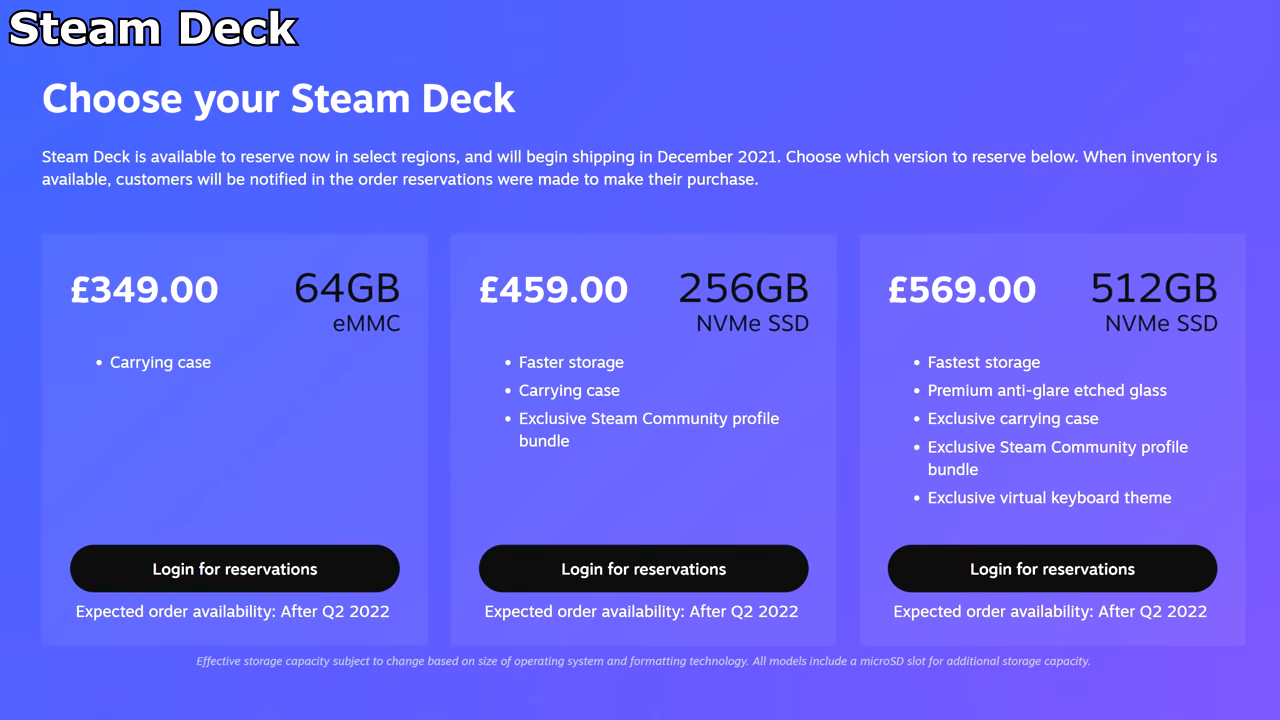 Steam Deck
Choose your Steam Deck
Steam Deck is available to reserve now in select regions, and will begin shipping in December 2021. Choose which version to reserve below. When inventory is
available, customers will be notified in the order reservations were made to make their purchase.
£349.00
64GB
eMMC
• Carrying case
Login for reservations
Expected order availability: After Q2 2022
£459.00
256GB
NVMe SSD
• Faster storage
• Carrying case
• Exclusive Steam Community profile
bundle
Login for reservations
Expected order availability: After Q2 2022
£569.00
512GB
NVMe SSD
• Fastest storage
• Premium anti-glare etched glass
• Exclusive carrying case
• Exclusive Steam Community profile
bundle
• Exclusive virtual keyboard theme
Login for reservations
Expected order availability: After Q2 2022
Effective storage capacity subject to change based on size of operating system and formatting technology. All models include a microSD slot for additional storage capacity.